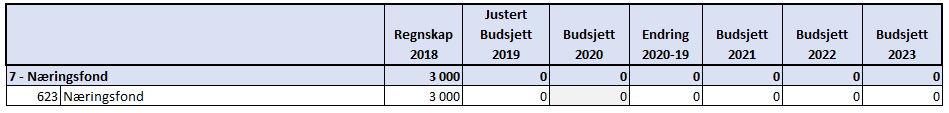 Justert
Regnskap Budsjett Budsjett Endring Budsjett Budsjett Budsjett
2018 2019 2020 2020-19 2021 2022 2023
7 - Næringsfond 3 000 0 0 0 0 0 0
623 Næringsfond 3 000 0 0 0 0 0 0